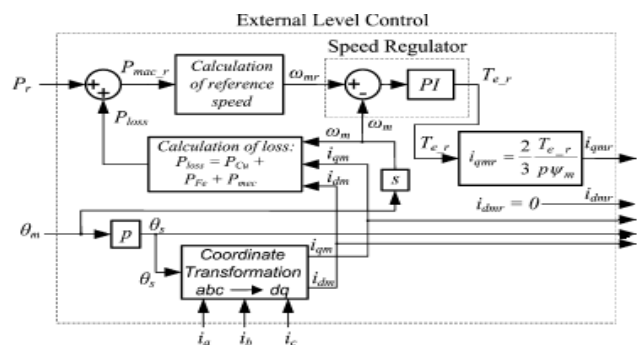 External Level Control
Speed Regulator
P_r
P_mac_r
Calculation
of reference
speed
ω_mr
PI
T_e_r
P_loss
ω_m
ω_m
Calculation of loss:
P_loss = P_Cu +
P_Fe + P_mec
i_qm
i_dm
s
T_e_r
i_qmr = 2/3 T_e_r/pψ_m
i_qmr
i_dmr = 0
i_dmr
θ_m
p
θ_s
θ_s
Coordinate
Transformation
abc → dq
i_qm
i_dm
i_a
i_b
i_c